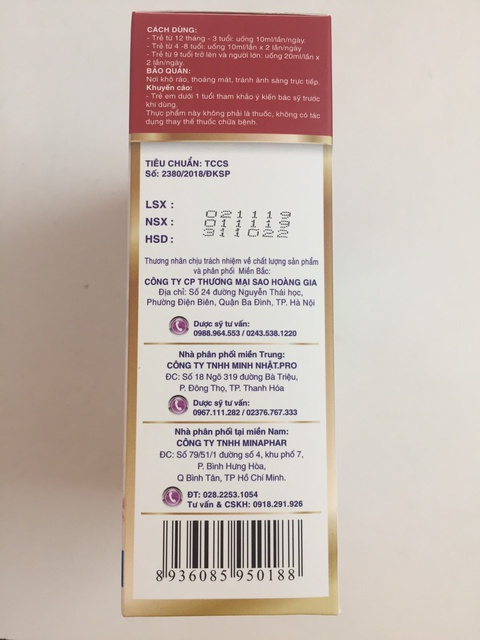 CÁCH DÙNG:
- Trẻ từ 12 tháng - 3 tuổi: uống 10ml/lần/ngày.
- Trẻ từ 4 -8 tuổi: uống 10ml/lần x 2 lần/ngày
- Trẻ từ 9 tuổi trở lên và người lớn: uống 20ml/lần x
2 lần/ngày.
BẢO QUẢN:
Nơi khô ráo, thoáng mát, tránh ánh sáng trực tiếp.
Khuyến cáo:
- Trẻ em dưới 1 tuổi tham khảo ý kiến bác sỹ trước
khi dùng.
Thực phẩm này không phải là thuốc, không có tác
dụng thay thế thuốc chữa bệnh.
TIÊU CHUẨN: TCCS
Số: 2380/2018/ĐKSP
LSX : 021119
NSX : 011119
HSD : 311022
Thương nhân chịu trách nhiệm về chất lượng sản phẩm
và phân phối Miền Bắc:
CÔNG TY CP THƯƠNG MẠI SAO HOÀNG GIA
Địa chỉ: Số 24 đường Nguyễn Thái học,
Phường Điện Biên, Quận Ba Đình, TP. Hà Nội
Dược sỹ tư vấn:
0988.964.553 / 0243.538.1220
Nhà phân phối miền Trung:
CÔNG TY TNHH MINH NHẬT.PRO
ĐC: Số 18 Ngõ 319 đường Bà Triệu,
P. Đông Thọ, TP. Thanh Hóa
Dược sỹ tư vấn:
0967.111.282 / 02376.767.333
Nhà phân phối tại miền Nam:
CÔNG TY TNHH MINAPHAR
ĐC: Số 79/51/1 đường số 4, khu phố 7,
P. Bình Hưng Hòa,
Q Bình Tân, TP Hồ Chí Minh.
ĐT: 028.2253.1054
Tư vấn & CSKH: 0918.291.926
8 936085 950188